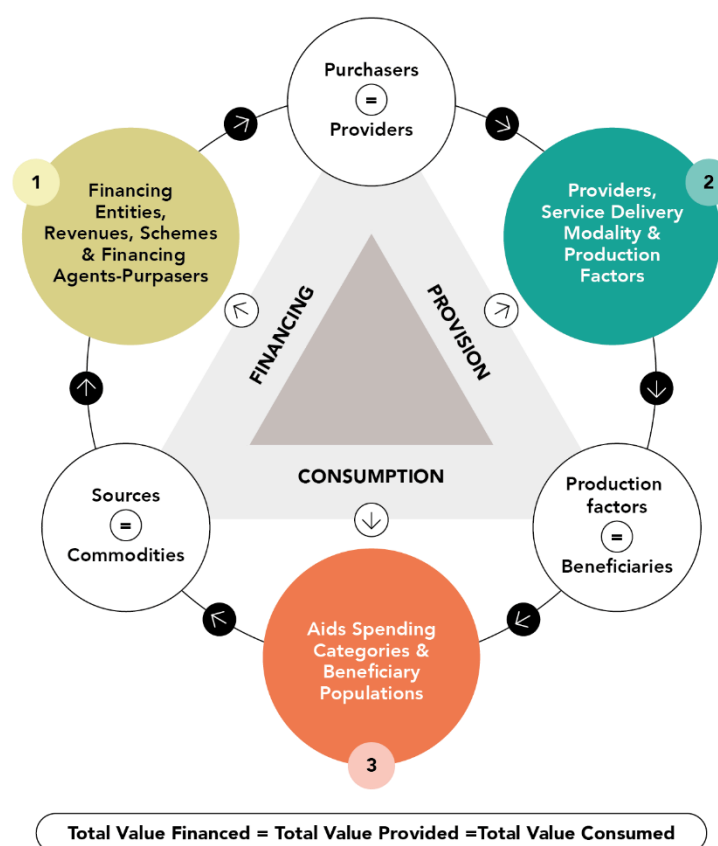 Purchasers
=
Providers
1
Financing
Entities,
Revenues, Schemes
& Financing
Agents-Purpasers
2
Providers,
Service Delivery
Modality &
Production
Factors
FINANCING
PROVISION
CONSUMPTION
Sources
=
Commodities
Production
factors
=
Beneficiaries
Aids Spending
Categories &
Beneficiary
Populations
3
Total Value Financed = Total Value Provided =Total Value Consumed